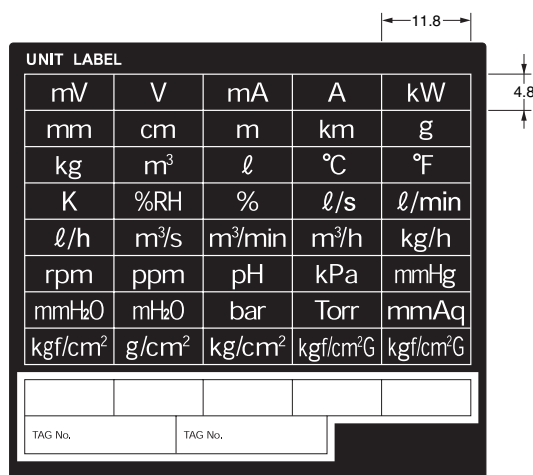 11.8
UNIT LABEL
4.8
mV V mA A kW
mm cm m km g
kg m³ ℓ °C °F
K %RH % ℓ/s ℓ/min
ℓ/h m³/s m³/min m³/h kg/h
rpm ppm pH kPa mmHg
mmH₂O mH₂O bar Torr mmAq
kgf/cm² g/cm² kg/cm² kgf/cm²G kgf/cm²G
TAG No. TAG No.